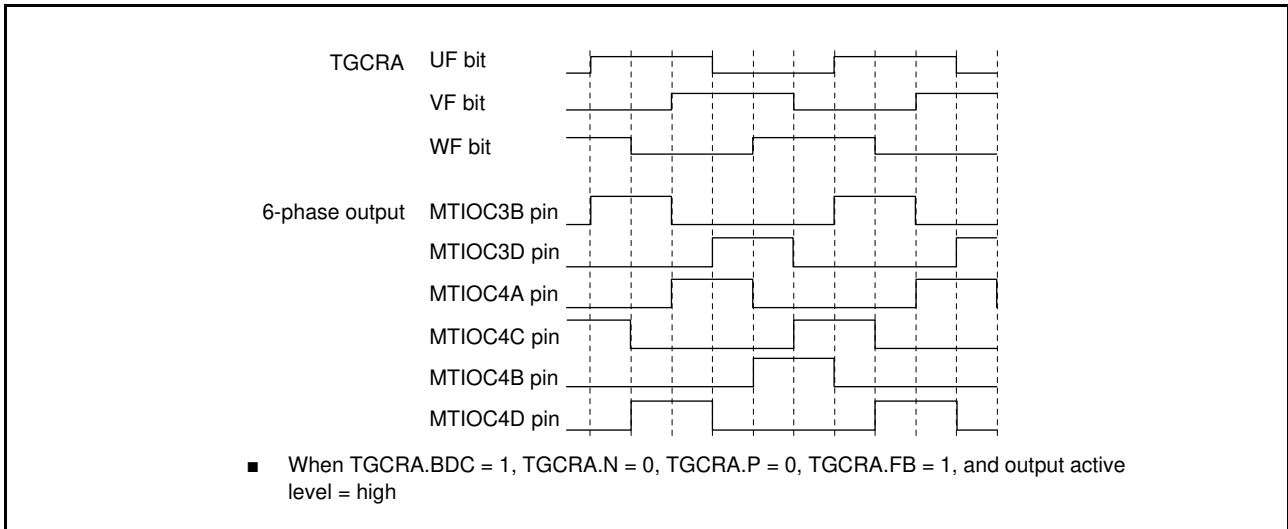 TGCRA UF bit
VF bit
WF bit
6-phase output MTIOC3B pin
MTIOC3D pin
MTIOC4A pin
MTIOC4C pin
MTIOC4B pin
MTIOC4D pin
■ When TGCRA.BDC = 1, TGCRA.N = 0, TGCRA.P = 0, TGCRA.FB = 1, and output active
level = high